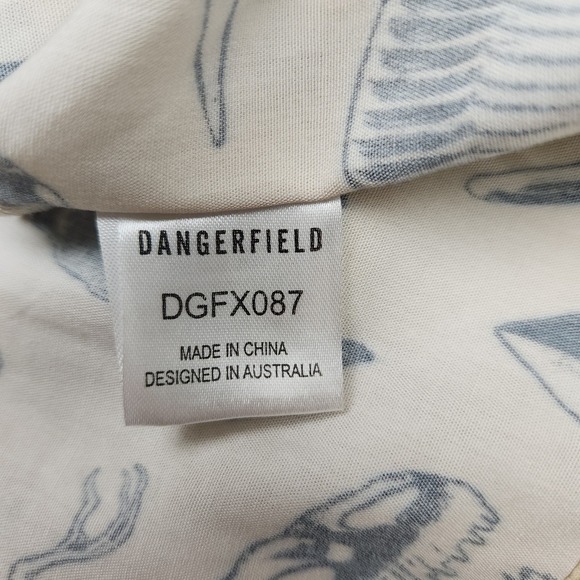 DANGERFIELD
DGFX087
MADE IN CHINA
DESIGNED IN AUSTRALIA